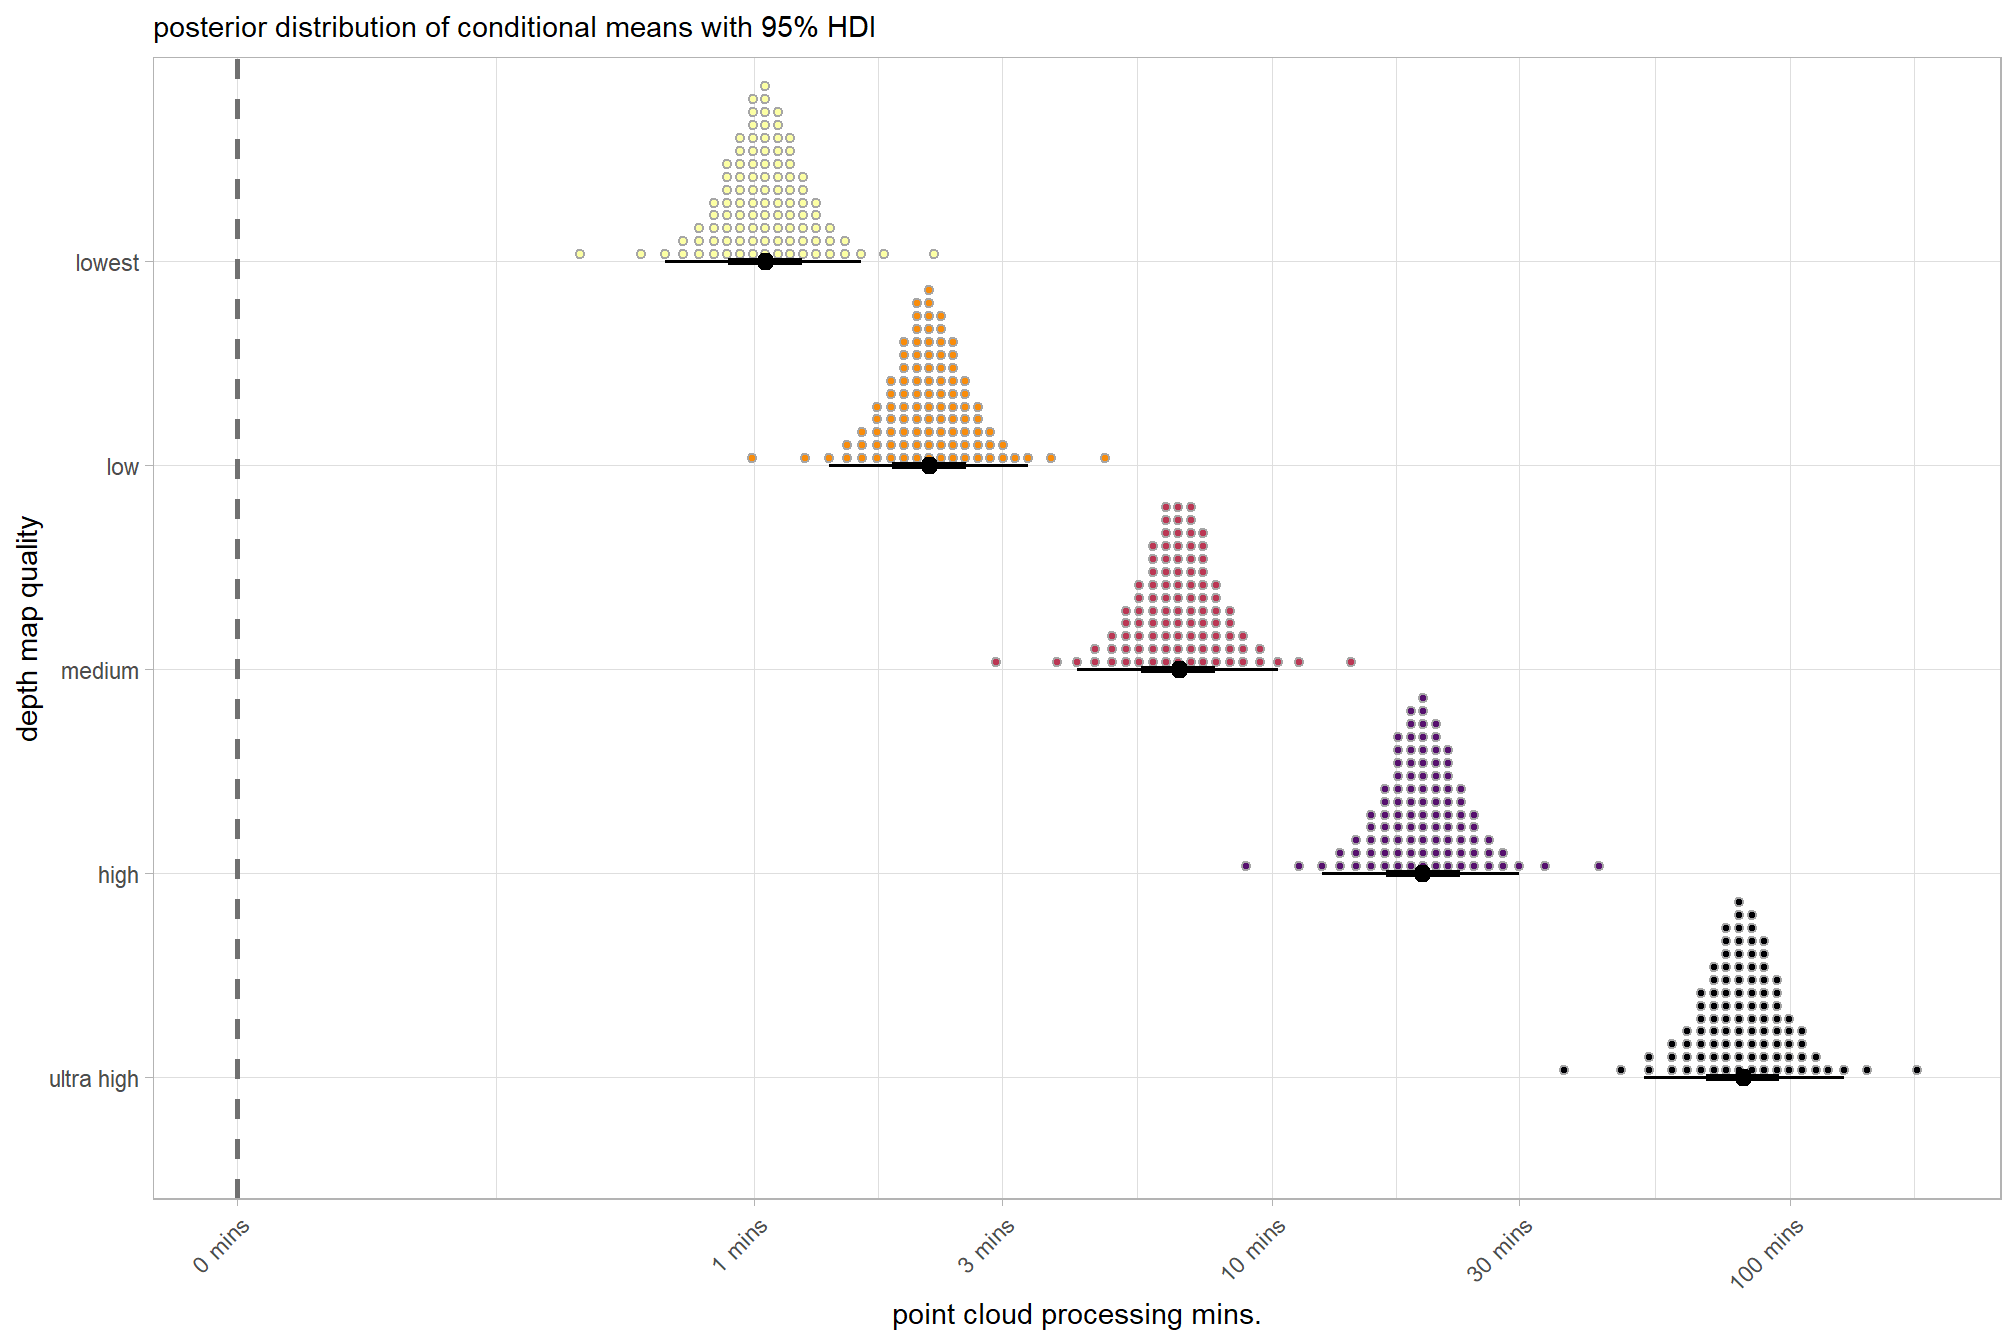 posterior distribution of conditional means with 95% HDI
depth map quality
lowest
low
medium
high
ultra high
0 mins
1 mins
3 mins
10 mins
30 mins
100 mins
point cloud processing mins.